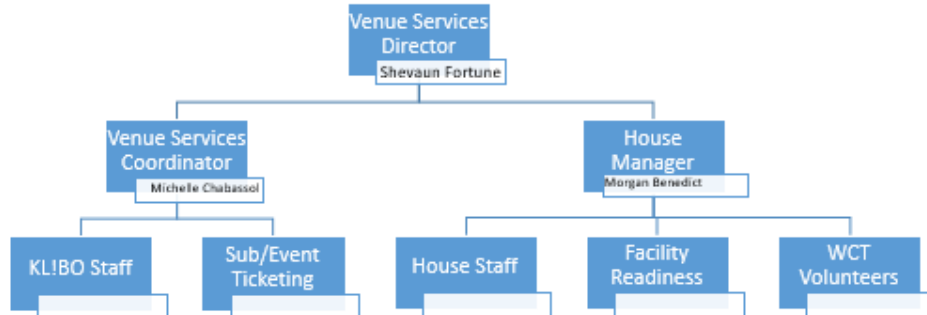 Venue Services
Director
Shevaun Fortune
Venue Services
Coordinator
Michelle Chabassol
House
Manager
Morgan Benedict
KL!BO Staff
Sub/Event
Ticketing
House Staff
Facility
Readiness
WCT
Volunteers